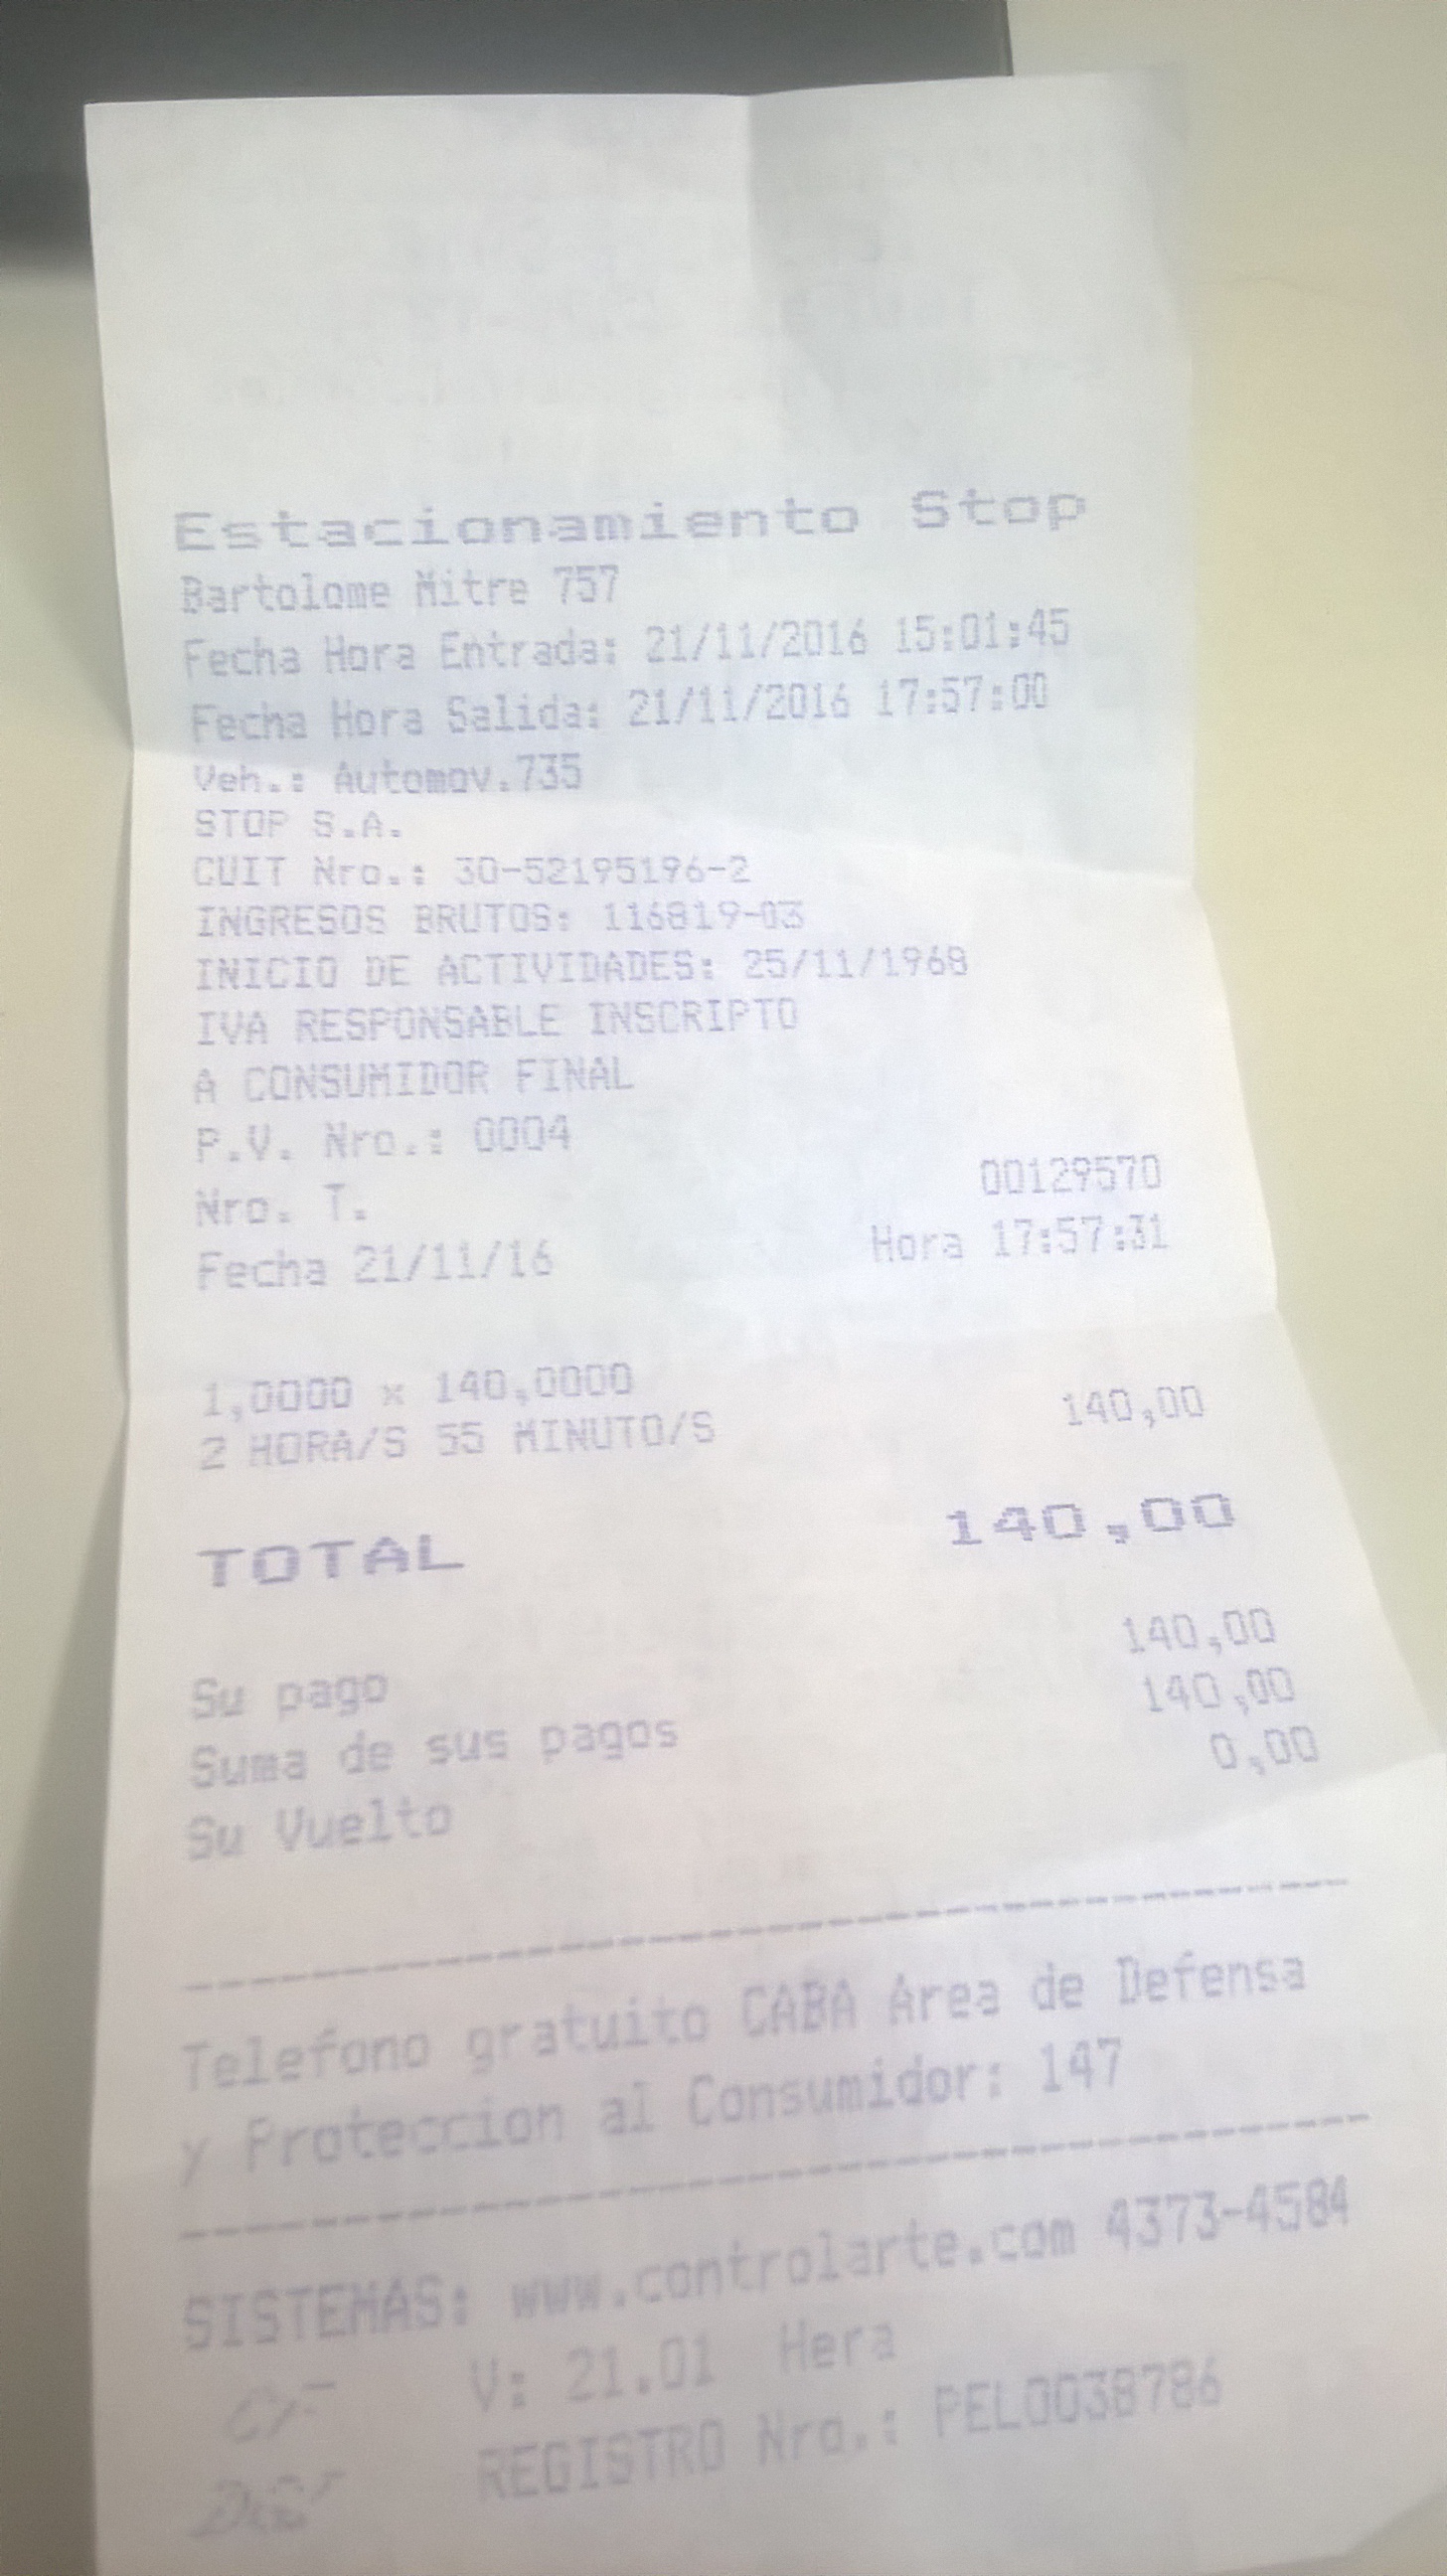 Estacionamiento Stop
Bartolome Mitre 757
Fecha Hora Entrada: 21/11/2016 15:01:45
Fecha Hora Salida: 21/11/2016 17:57:00
Veh.: Automov.735
STOP S.A.
CUIT Nro.: 30-52195196-2
INGRESOS BRUTOS: 116819-03
INICIO DE ACTIVIDADES: 25/11/1968
IVA RESPONSABLE INSCRIPTO
A CONSUMIDOR FINAL
P.V. Nro.: 0004
Nro. T. 00129570
Fecha 21/11/16 Hora 17:57:31
1,0000 x 140,0000
2 HORA/S 55 MINUTO/S 140,00
TOTAL 140,00
Su pago 140,00
Suma de sus pagos 140,00
Su Vuelto 0,00
Telefono gratuito CABA Area de Defensa
y Proteccion al Consumidor: 147
SISTEMAS: www.controlarte.com 4373-4584
V: 21.01 Hera
REGISTRO Nro.: PEL0038786